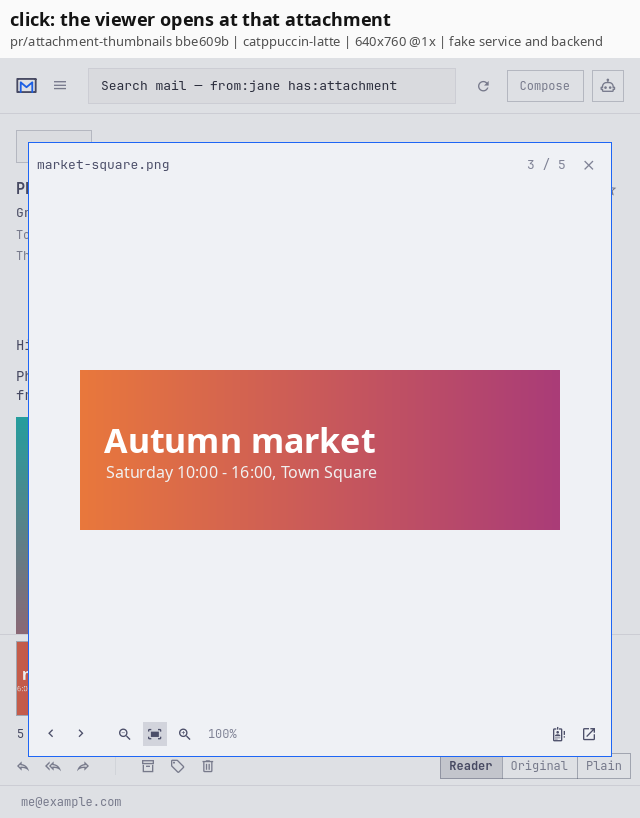 click: the viewer opens at that attachment
pr/attachment-thumbnails bbe609b | catppuccin-latte | 640x760 @1x | fake service and backend
Search mail — from:jane has:attachment
Compose
market-square.png
3 / 5
Autumn market
Saturday 10:00 - 16:00, Town Square
5
100%
Reader
Original
Plain
me@example.com